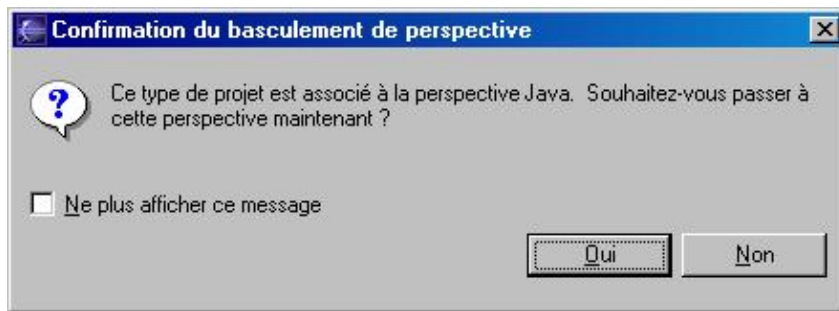 Confirmation du basculement de perspective
Ce type de projet est associé à la perspective Java. Souhaitez-vous passer à
cette perspective maintenant ?
Ne plus afficher ce message
Oui Non